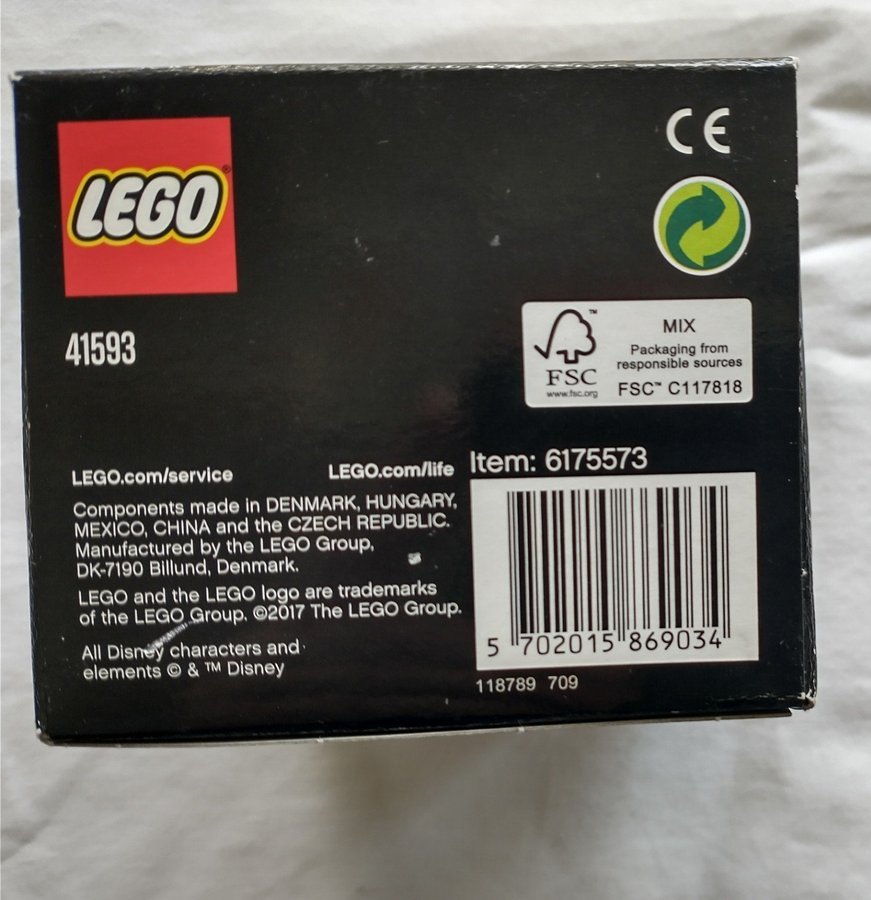 LEGO®
CE
41593
MIX
Packaging from
responsible sources
FSC™ C117818
™
FSC
www.fsc.org
LEGO.com/service LEGO.com/life
Components made in DENMARK, HUNGARY,
MEXICO, CHINA and the CZECH REPUBLIC.
Manufactured by the LEGO Group,
DK-7190 Billund, Denmark.
LEGO and the LEGO logo are trademarks
of the LEGO Group. ©2017 The LEGO Group.
All Disney characters and
elements © & ™ Disney
Item: 6175573
5 702015 869034
118789 709